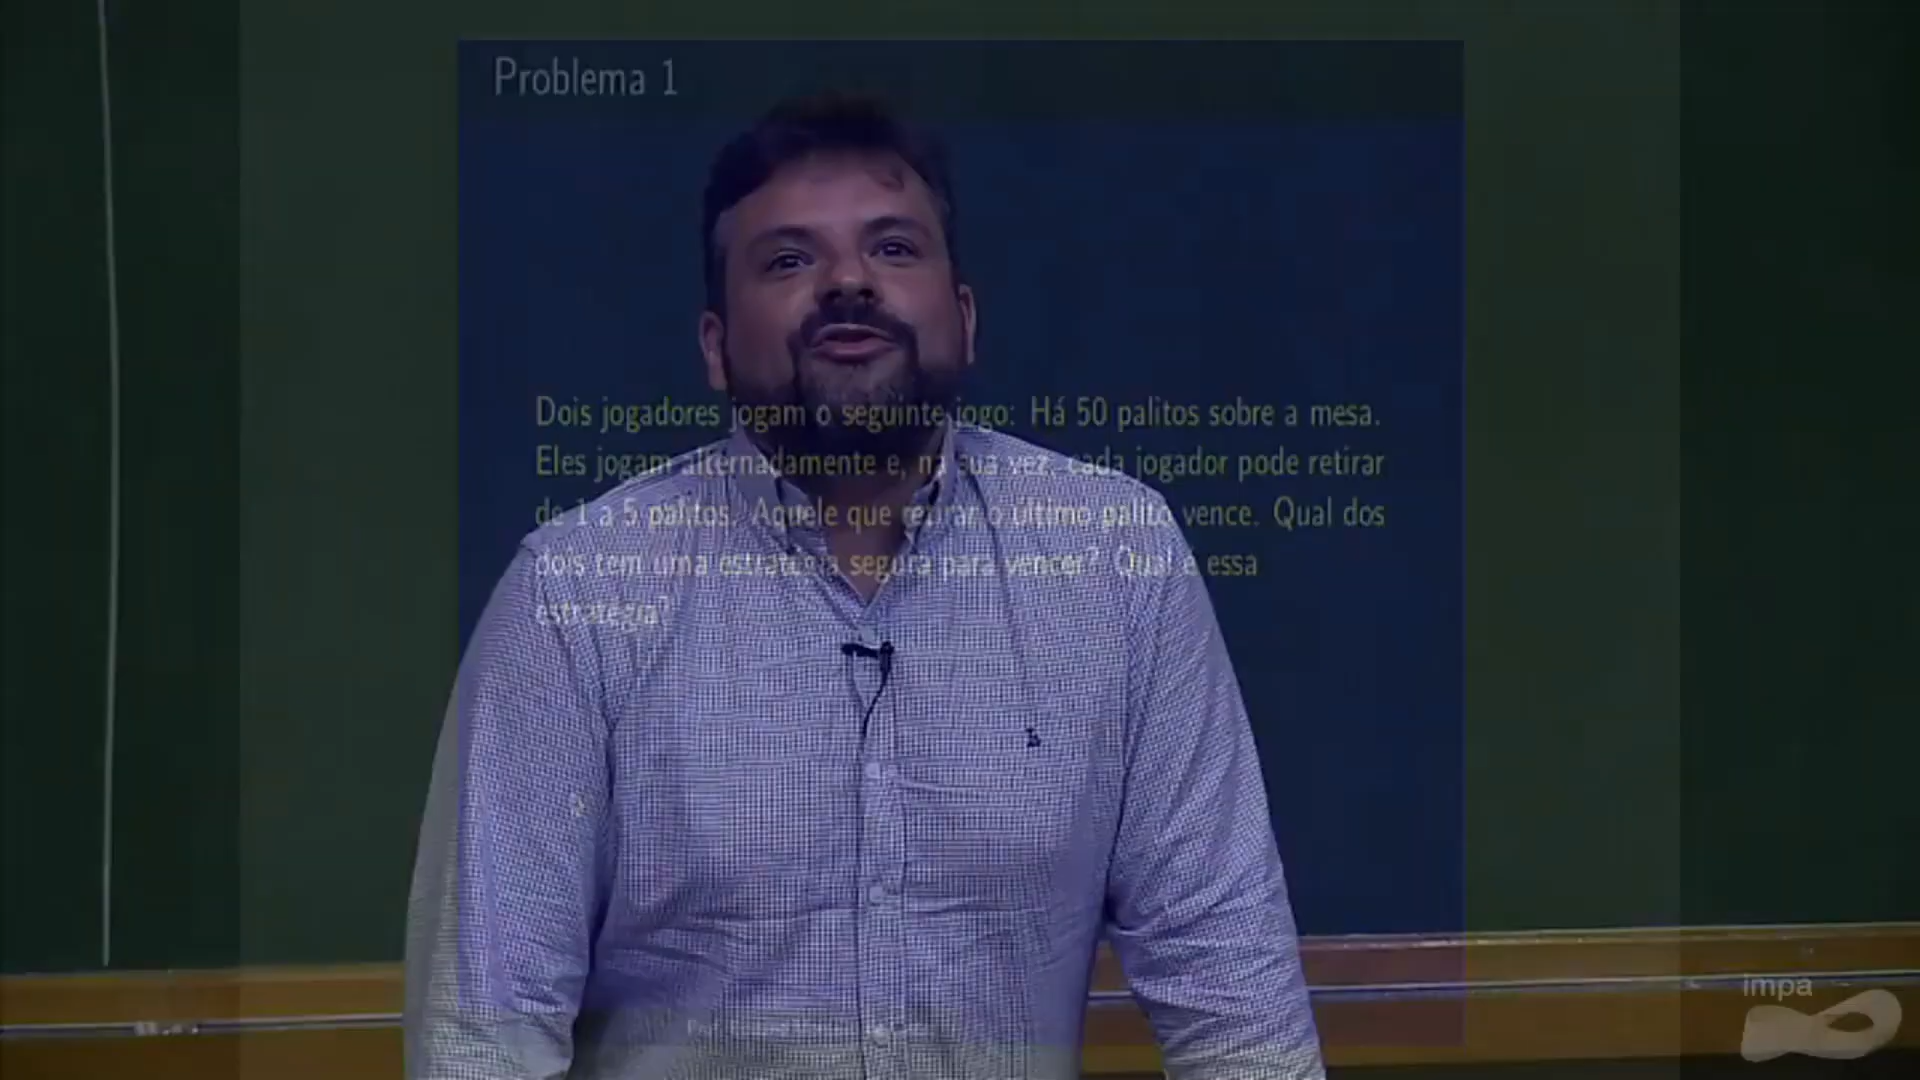 Problema 1
Dois jogadores jogam o seguinte jogo: Há 50 palitos sobre a mesa.
Eles jogam alternadamente e, na sua vez, cada jogador pode retirar
de 1 a 5 palitos. Aquele que retirar o último palito vence. Qual dos
dois tem uma estratégia segura para vencer? Qual é essa
estratégia?
impa